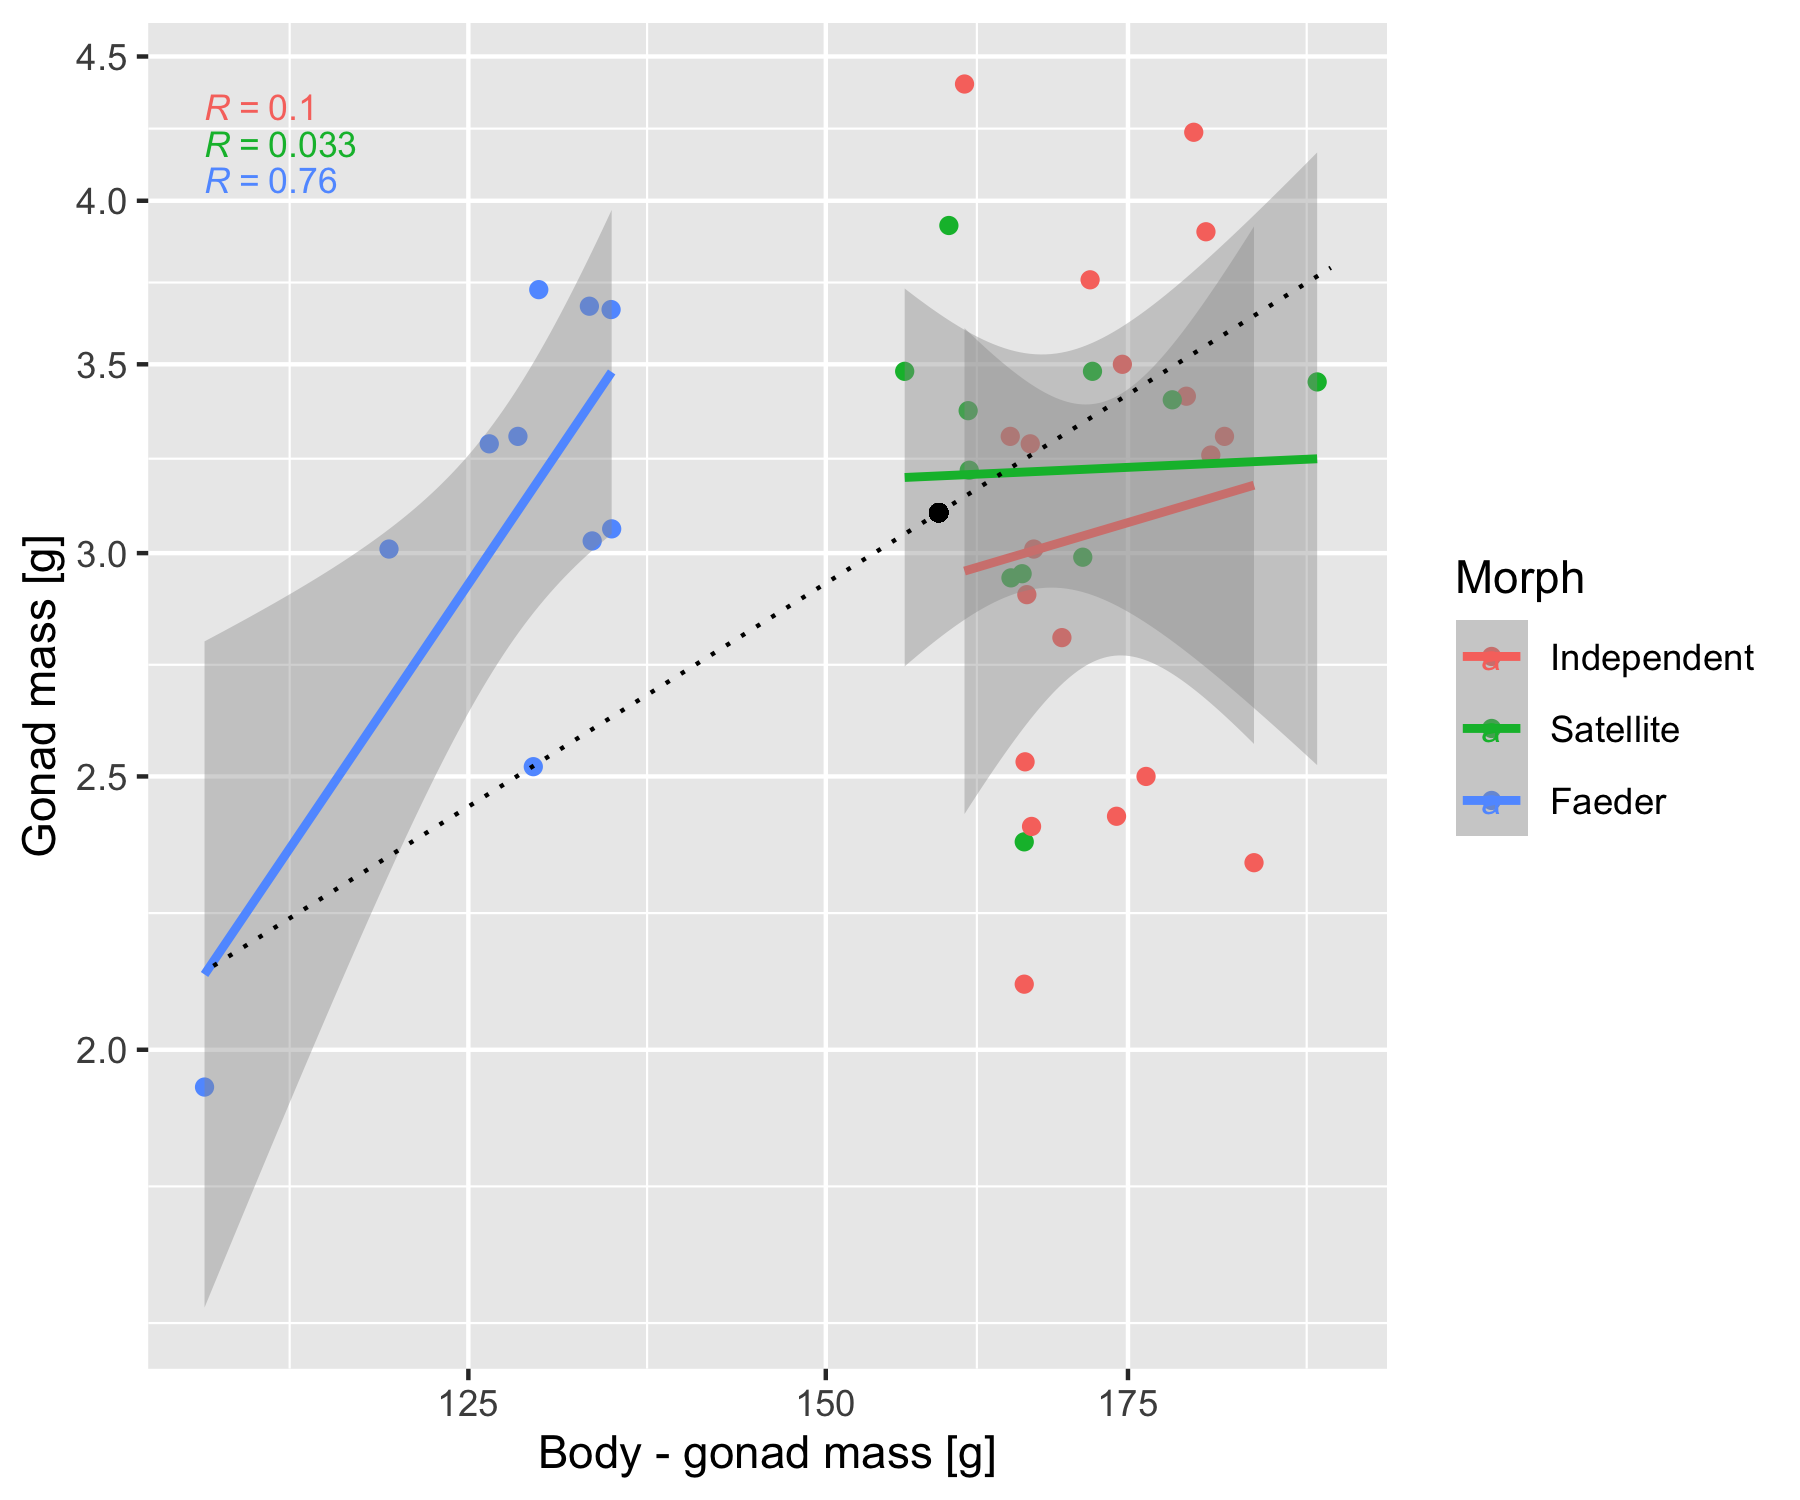 4.5
4.0
3.5
3.0
2.5
2.0
R = 0.1
R = 0.033
R = 0.76
Gonad mass [g]
125 150 175
Body - gonad mass [g]
Morph
a Independent
a Satellite
a Faeder